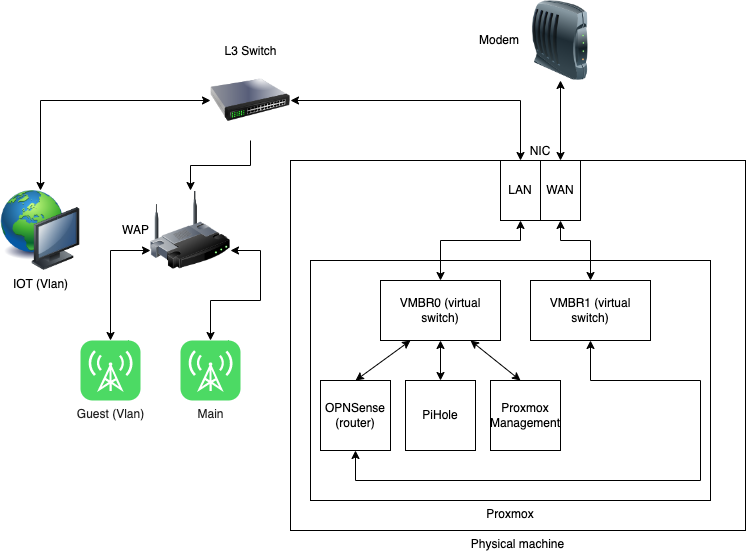 Modem
L3 Switch
NIC
LAN
WAN
WAP
IOT (Vlan)
VMBR0 (virtual
switch)
VMBR1 (virtual
switch)
OPNSense
(router)
PiHole
Proxmox
Management
Guest (Vlan)
Main
Proxmox
Physical machine